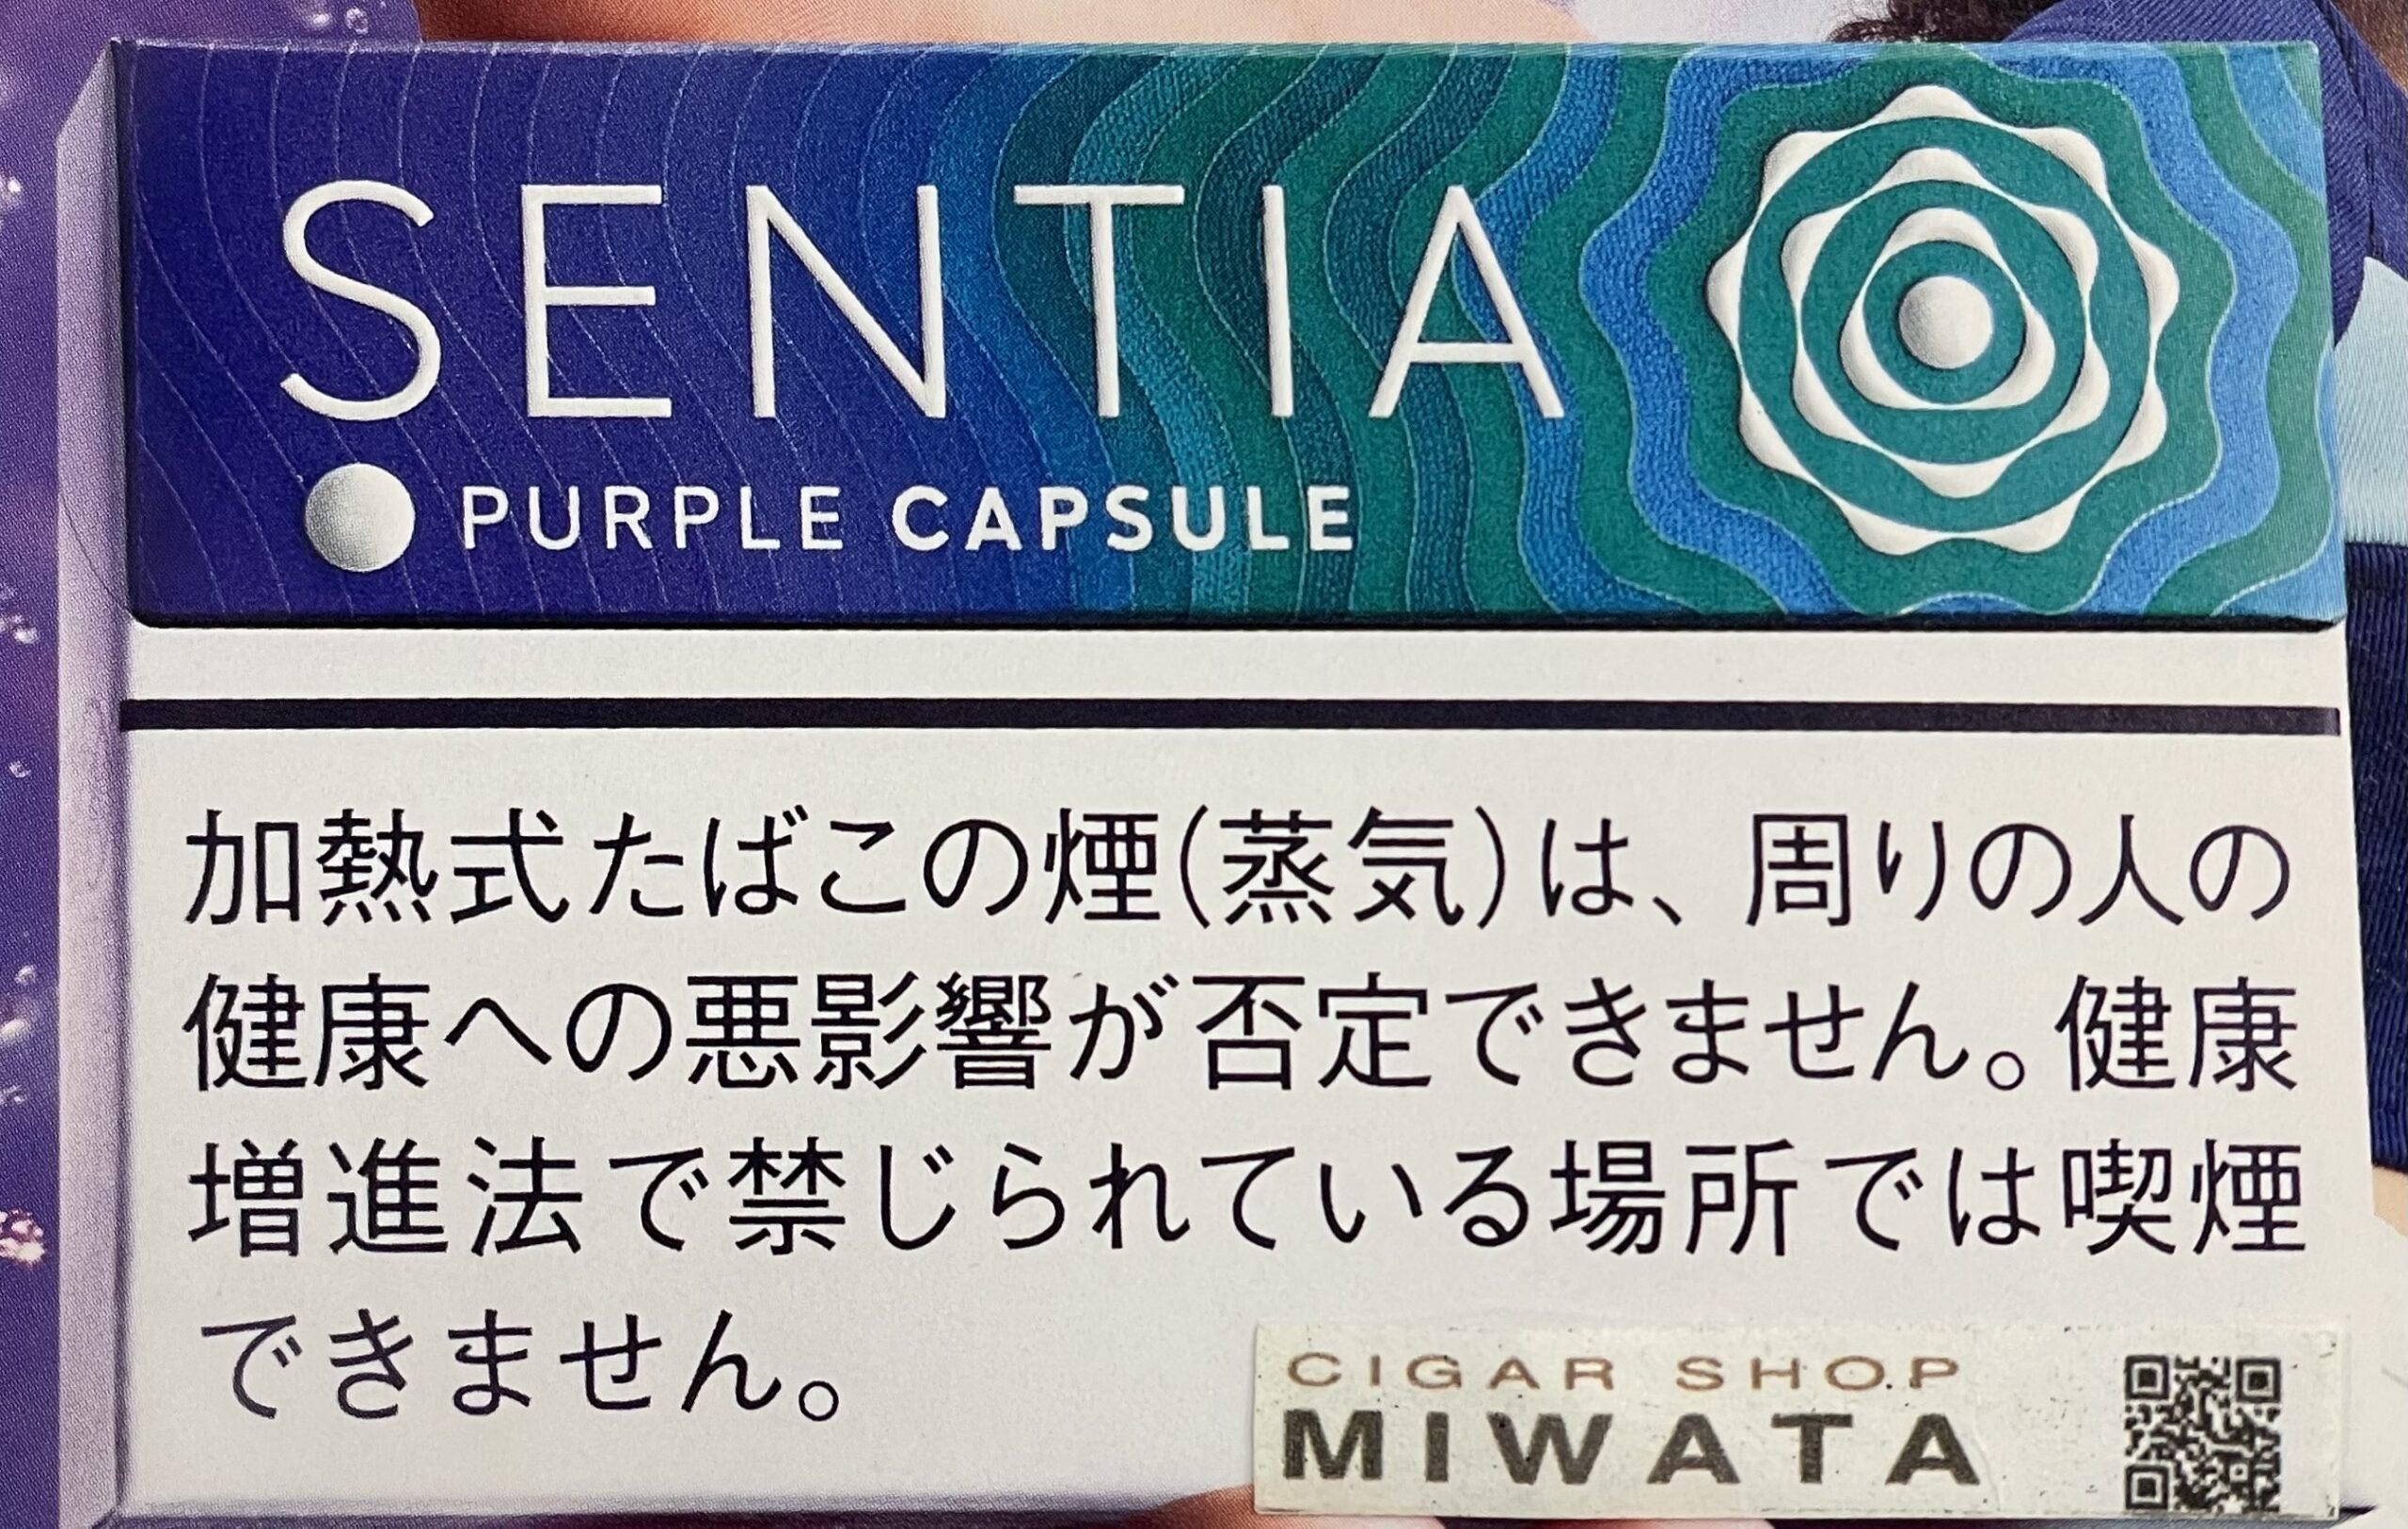 SENTIA
PURPLE CAPSULE
加熱式たばこの煙(蒸気)は、周りの人の
健康への悪影響が否定できません。健康
増進法で禁じられている場所では喫煙
できません。
CIGAR SHOP
MIWATA